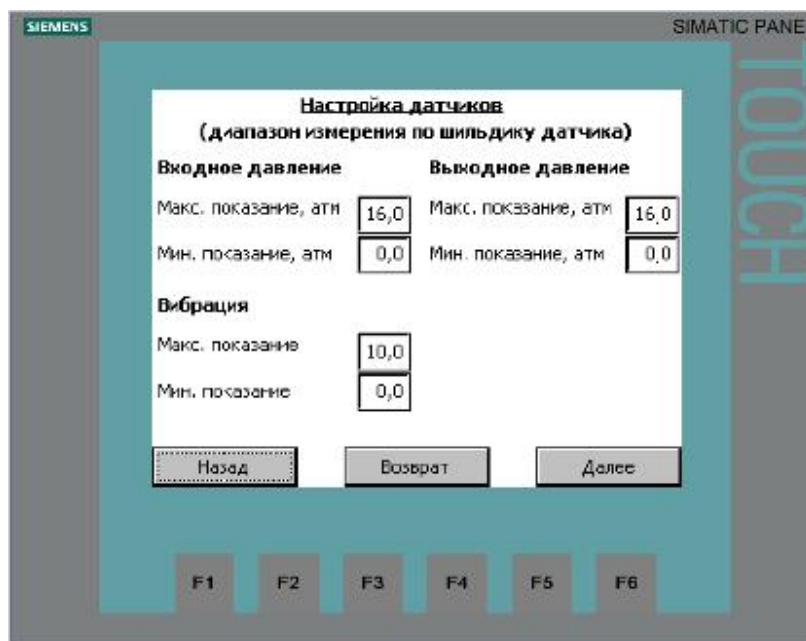 SIEMENS
SIMATIC PANE
TOUCH
Настройка датчиков
(диапазон измерения по шильдику датчика)
Входное давление
Выходное давление
Макс. показание, атм 16,0
Макс. показание, атм 16,0
Мин. показание, атм 0,0
Мин. показание, атм 0,0
Вибрация
Макс. показание 10,0
Мин. показание 0,0
Назад Возврат Далее
F1 F2 F3 F4 F5 F6